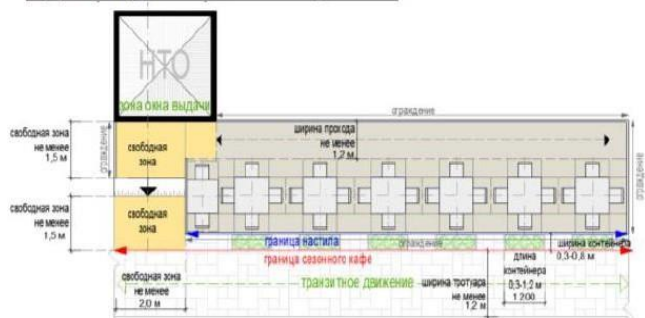 НТО
зона окна выдачи
ограждение
свободная зона
не менее
1,5 м
ограждение
свободная
зона
ширина прохода
не менее
1,2 м
ограждение
свободная зона
не менее
1,5 м
свободная
зона
граница настила
ограждение
ширина контейнера
0,3-0,8 м
граница сезонного кафе
свободная зона
не менее
2,0 м
транзитное движение
ширина тротуара
не менее
1,2 м
длина
контейнера
0,3-1,2 м
1 200